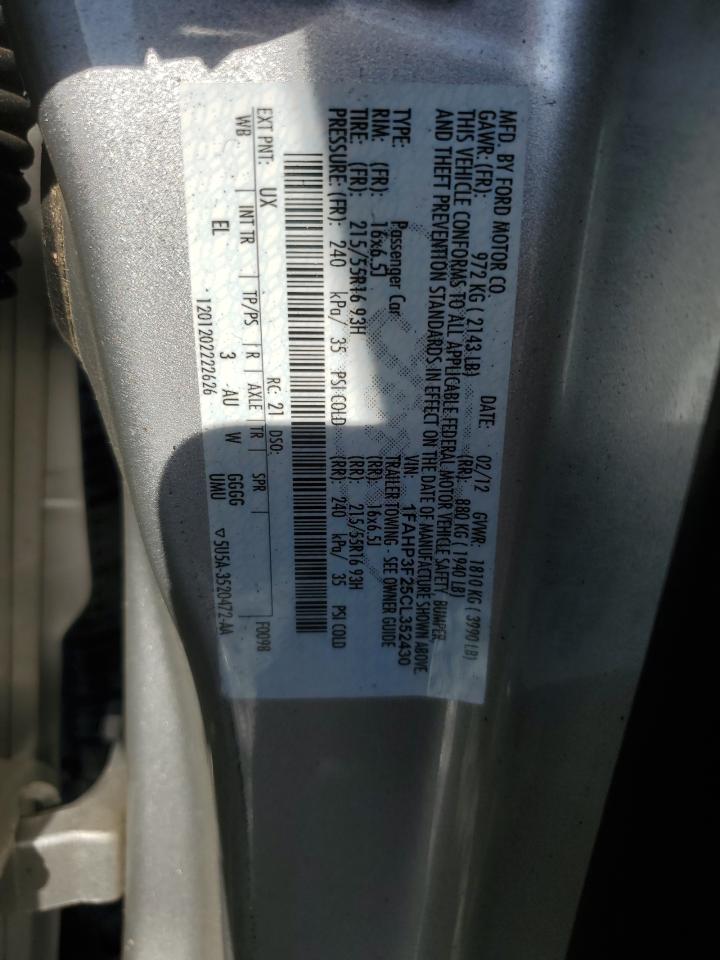 MFD. BY FORD MOTOR CO.
DATE: 02/12 GVWR: 1810 KG ( 3990 LB)
GAWR: (FR): 972 KG ( 2143 LB) (RR): 880 KG ( 1940 LB)
THIS VEHICLE CONFORMS TO ALL APPLICABLE FEDERAL MOTOR VEHICLE SAFETY, BUMPER,
AND THEFT PREVENTION STANDARDS IN EFFECT ON THE DATE OF MANUFACTURE SHOWN ABOVE.
VIN: 1FAHP3F25CL352430
TYPE: Passenger Car TRAILER TOWING - SEE OWNER GUIDE
RIM: (FR): 16x6.5J (RR): 16x6.5J
TIRE: (FR): 215/55R16 93H (RR): 215/55R16 93H
PRESSURE: (FR): 240 kPa/ 35 PSI COLD (RR): 240 kPa/ 35 PSI COLD
EXT PNT: UX RC: 21 DSO: F0098
WB INT TR TP/PS R AXLE TR SPR
EL 3 -AU W GGGG
UMU
1201202222626 ▽5U5A-3520472-AA